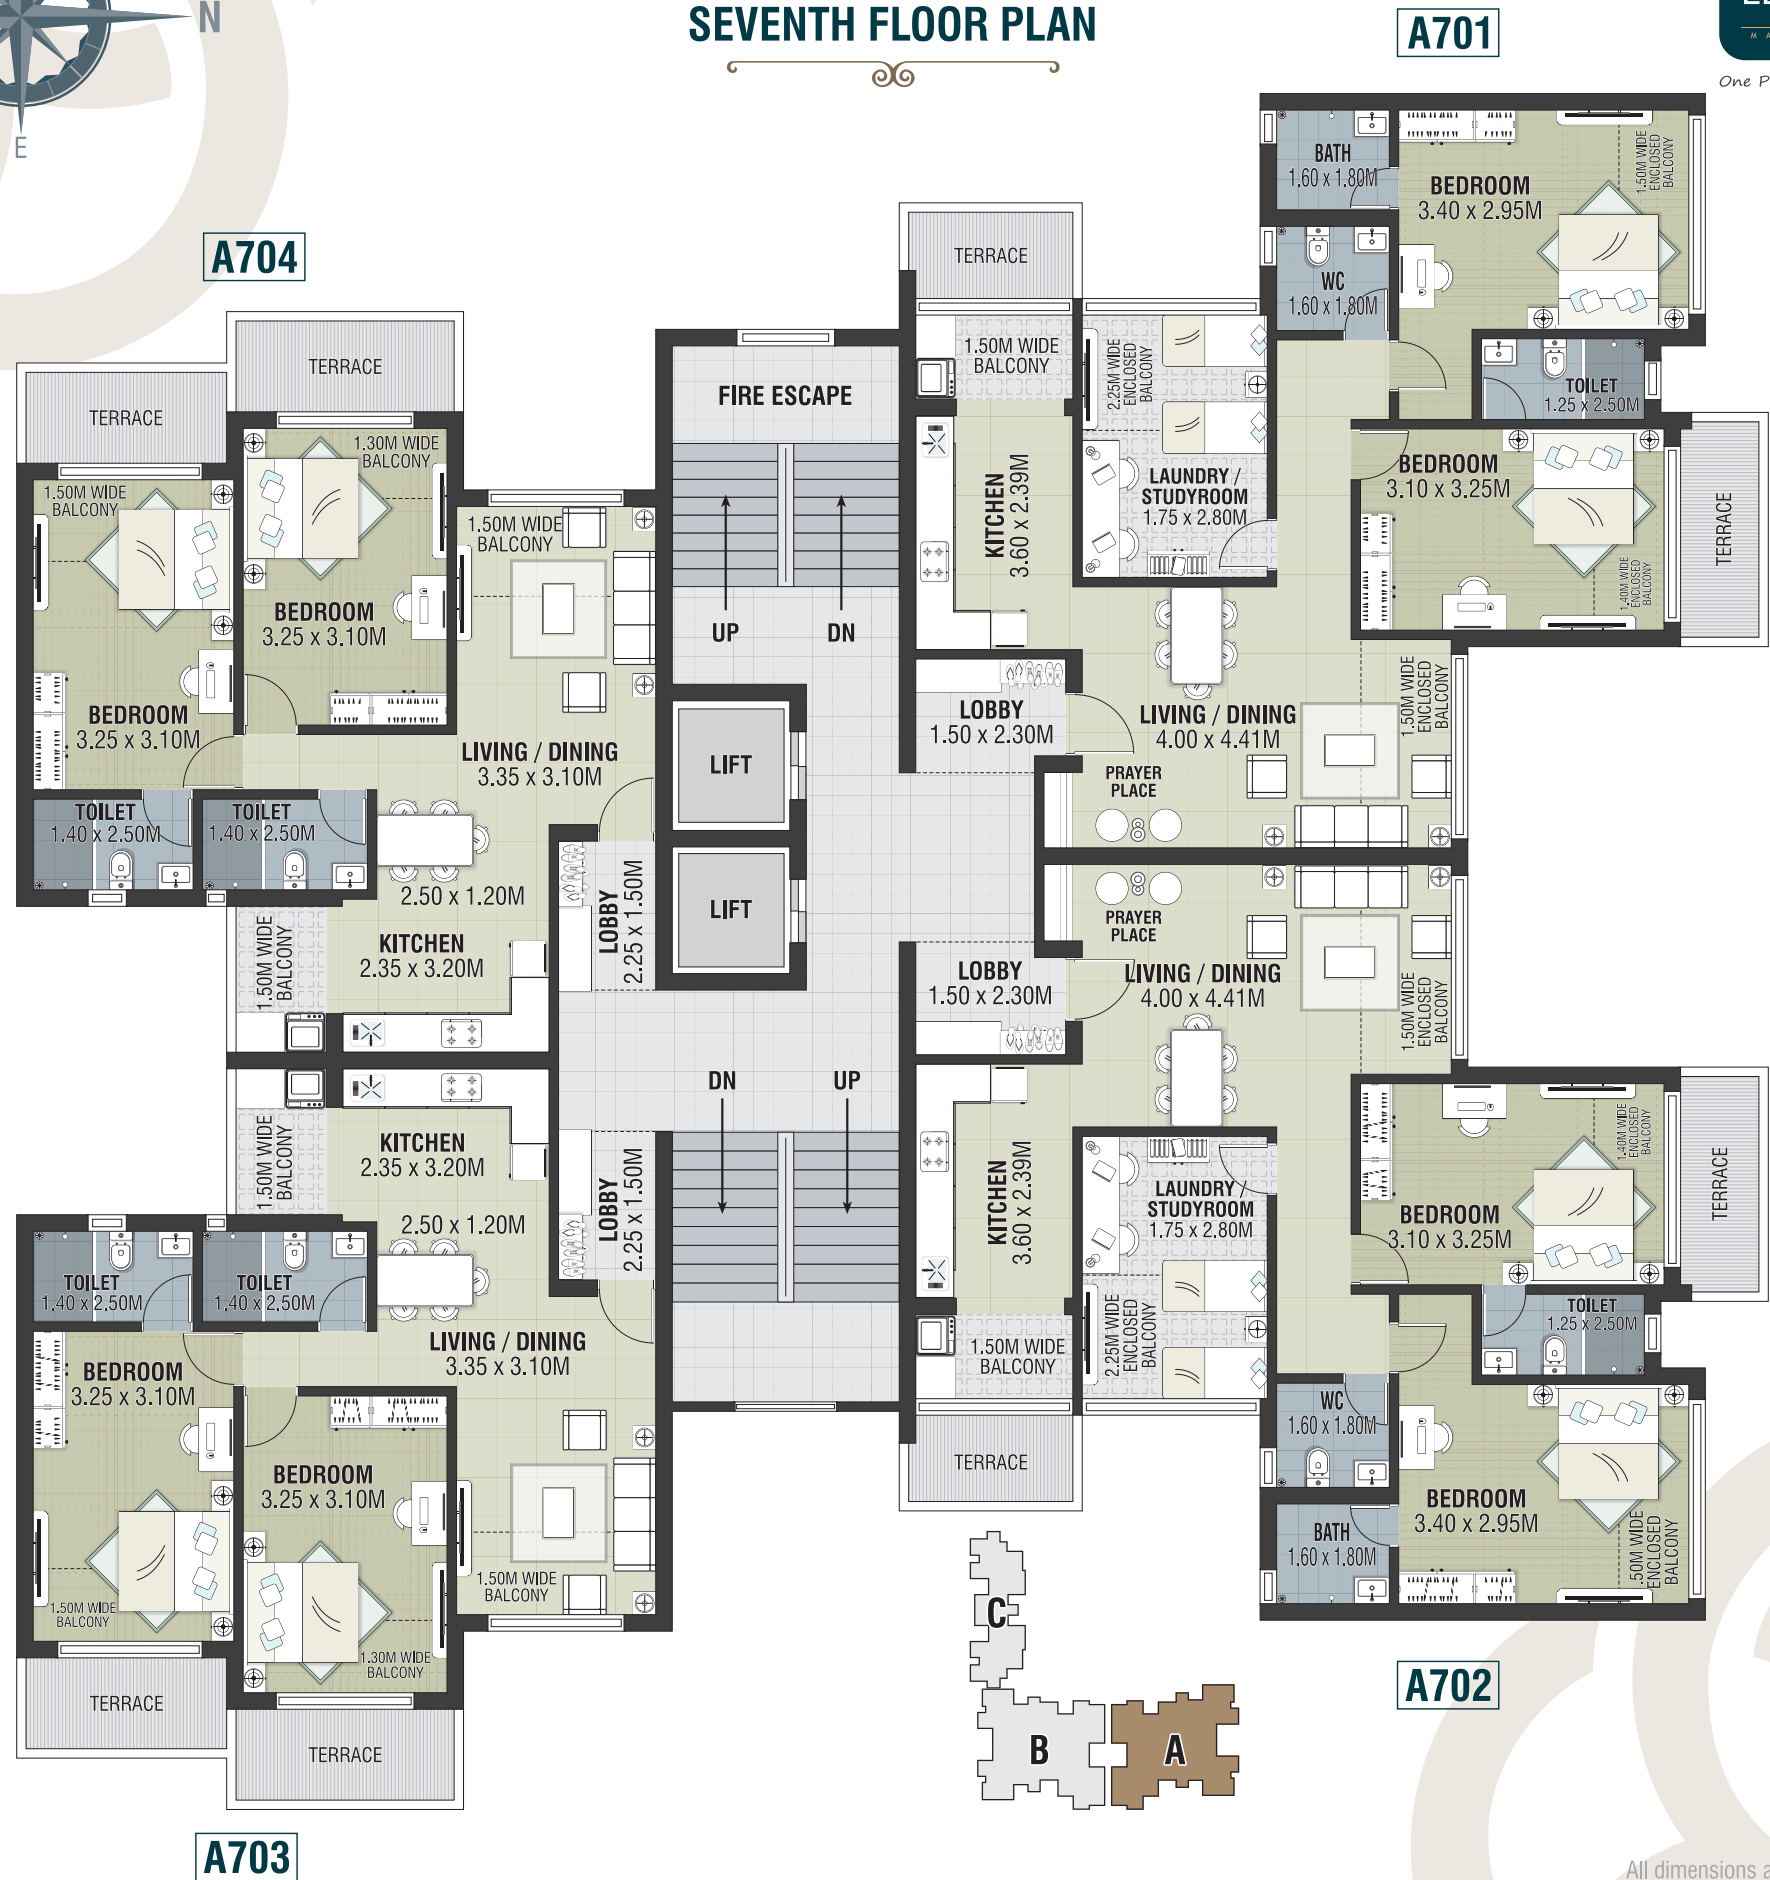 N
E
SEVENTH FLOOR PLAN
A701
One P
A704
BATH
1.60 x 1.80M
BEDROOM
3.40 x 2.95M
1.50M WIDE
ENCLOSED
BALCONY
WC
1.60 x 1.80M
TOILET
1.25 x 2.50M
TERRACE
1.50M WIDE
BALCONY
2.25M WIDE
ENCLOSED
BALCONY
KITCHEN
3.60 x 2.39M
LAUNDRY /
STUDYROOM
1.75 x 2.80M
BEDROOM
3.10 x 3.25M
1.40M WIDE
ENCLOSED
BALCONY
TERRACE
LOBBY
1.50 x 2.30M
LIVING / DINING
4.00 x 4.41M
1.50M WIDE
ENCLOSED
BALCONY
PRAYER
PLACE
TERRACE
TERRACE
1.50M WIDE
BALCONY
1.30M WIDE
BALCONY
1.50M WIDE
BALCONY
BEDROOM
3.25 x 3.10M
BEDROOM
3.25 x 3.10M
LIVING / DINING
3.35 x 3.10M
TOILET
1.40 x 2.50M
TOILET
1.40 x 2.50M
2.50 x 1.20M
KITCHEN
2.35 x 3.20M
1.50M WIDE
BALCONY
LOBBY
2.25 x 1.50M
FIRE ESCAPE
UP
DN
LIFT
LIFT
DN
UP
PRAYER
PLACE
LOBBY
1.50 x 2.30M
LIVING / DINING
4.00 x 4.41M
1.50M WIDE
ENCLOSED
BALCONY
KITCHEN
3.60 x 2.39M
LAUNDRY /
STUDYROOM
1.75 x 2.80M
2.25M WIDE
ENCLOSED
BALCONY
1.50M WIDE
BALCONY
TERRACE
1.40M WIDE
ENCLOSED
BALCONY
BEDROOM
3.10 x 3.25M
TERRACE
TOILET
1.25 x 2.50M
WC
1.60 x 1.80M
BATH
1.60 x 1.80M
BEDROOM
3.40 x 2.95M
.50M WIDE
ENCLOSED
BALCONY
1.50M WIDE
BALCONY
KITCHEN
2.35 x 3.20M
2.50 x 1.20M
LOBBY
2.25 x 1.50M
TOILET
1.40 x 2.50M
TOILET
1.40 x 2.50M
LIVING / DINING
3.35 x 3.10M
BEDROOM
3.25 x 3.10M
BEDROOM
3.25 x 3.10M
1.50M WIDE
BALCONY
1.50M WIDE
BALCONY
1.30M WIDE
BALCONY
TERRACE
TERRACE
C
B
A
A702
A703
All dimensions a